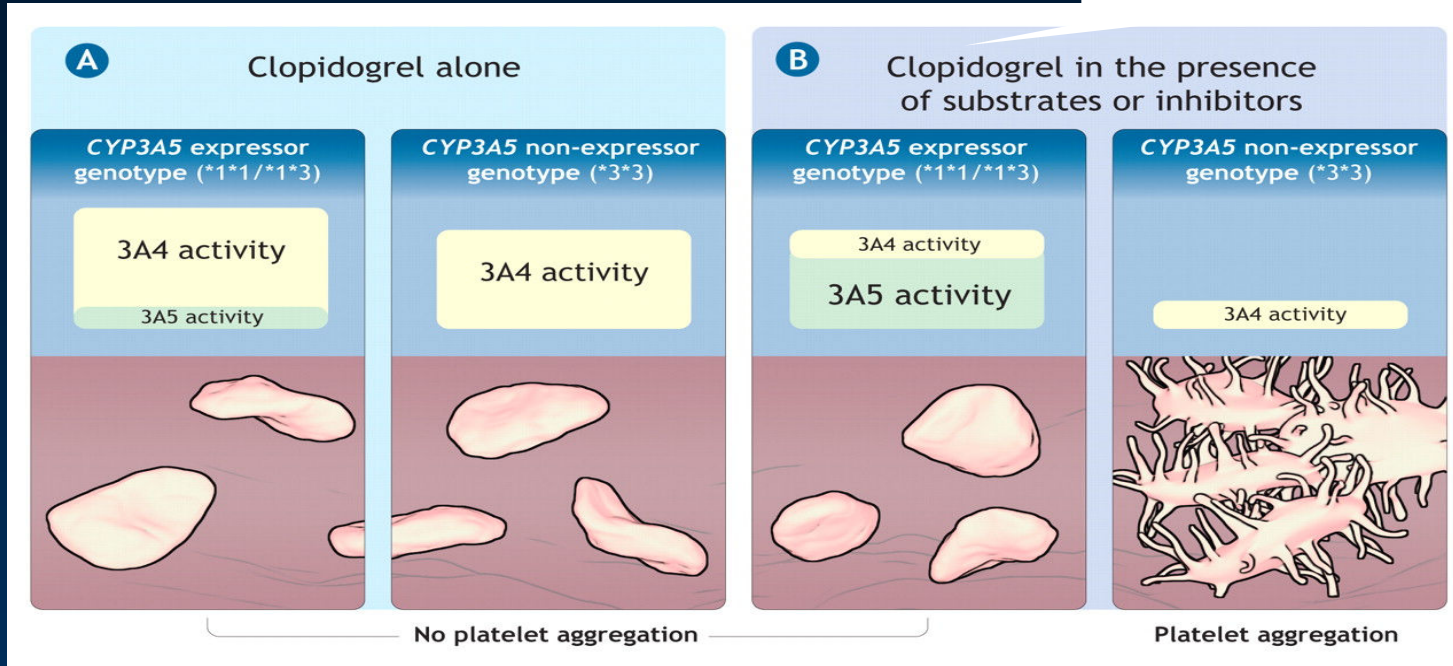 A
Clopidogrel alone
CYP3A5 expressor
genotype (*1*1/*1*3)
3A4 activity
3A5 activity
CYP3A5 non-expressor
genotype (*3*3)
3A4 activity
B
Clopidogrel in the presence
of substrates or inhibitors
CYP3A5 expressor
genotype (*1*1/*1*3)
3A4 activity
3A5 activity
CYP3A5 non-expressor
genotype (*3*3)
3A4 activity
No platelet aggregation
Platelet aggregation